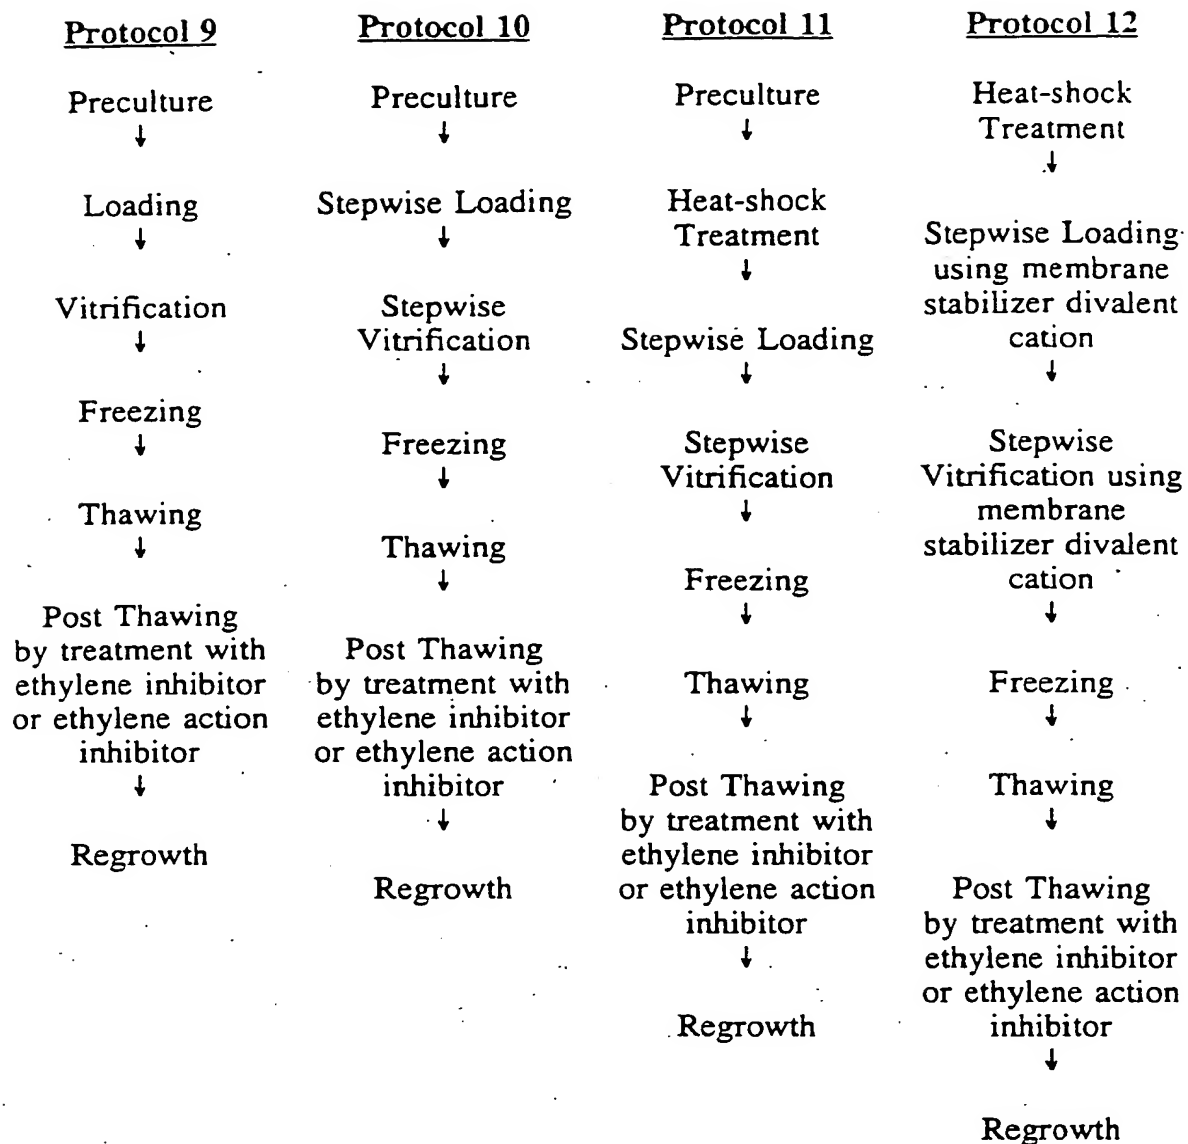 Protocol 9
Preculture
↓
Loading
↓
Vitrification
↓
Freezing
↓
Thawing
↓
Post Thawing
by treatment with
ethylene inhibitor
or ethylene action
inhibitor
↓
Regrowth
Protocol 10
Preculture
↓
Stepwise Loading
↓
Stepwise
Vitrification
↓
Freezing
↓
Thawing
↓
Post Thawing
by treatment with
ethylene inhibitor
or ethylene action
inhibitor
↓
Regrowth
Protocol 11
Preculture
↓
Heat-shock
Treatment
↓
Stepwise Loading
↓
Stepwise
Vitrification
↓
Freezing
↓
Thawing
↓
Post Thawing
by treatment with
ethylene inhibitor
or ethylene action
inhibitor
↓
Regrowth
Protocol 12
Heat-shock
Treatment
↓
Stepwise Loading
using membrane
stabilizer divalent
cation
↓
Stepwise
Vitrification using
membrane
stabilizer divalent
cation
↓
Freezing
↓
Thawing
↓
Post Thawing
by treatment with
ethylene inhibitor
or ethylene action
inhibitor
↓
Regrowth